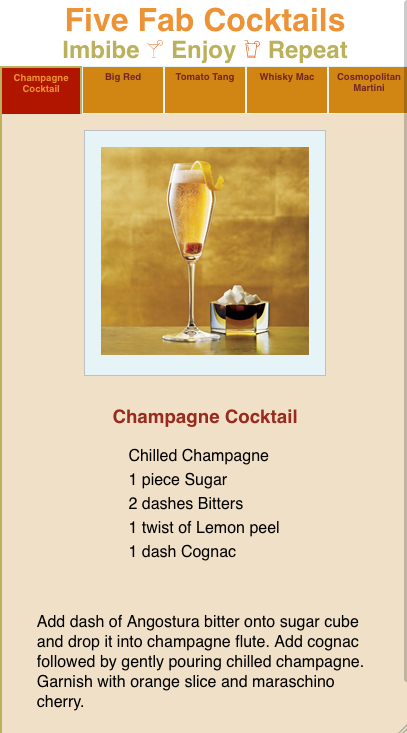 Five Fab Cocktails
Imbibe Enjoy Repeat
Champagne
Cocktail
Big Red
Tomato Tang
Whisky Mac
Cosmopolitan
Martini
Champagne Cocktail
Chilled Champagne
1 piece Sugar
2 dashes Bitters
1 twist of Lemon peel
1 dash Cognac
Add dash of Angostura bitter onto sugar cube
and drop it into champagne flute. Add cognac
followed by gently pouring chilled champagne.
Garnish with orange slice and maraschino
cherry.